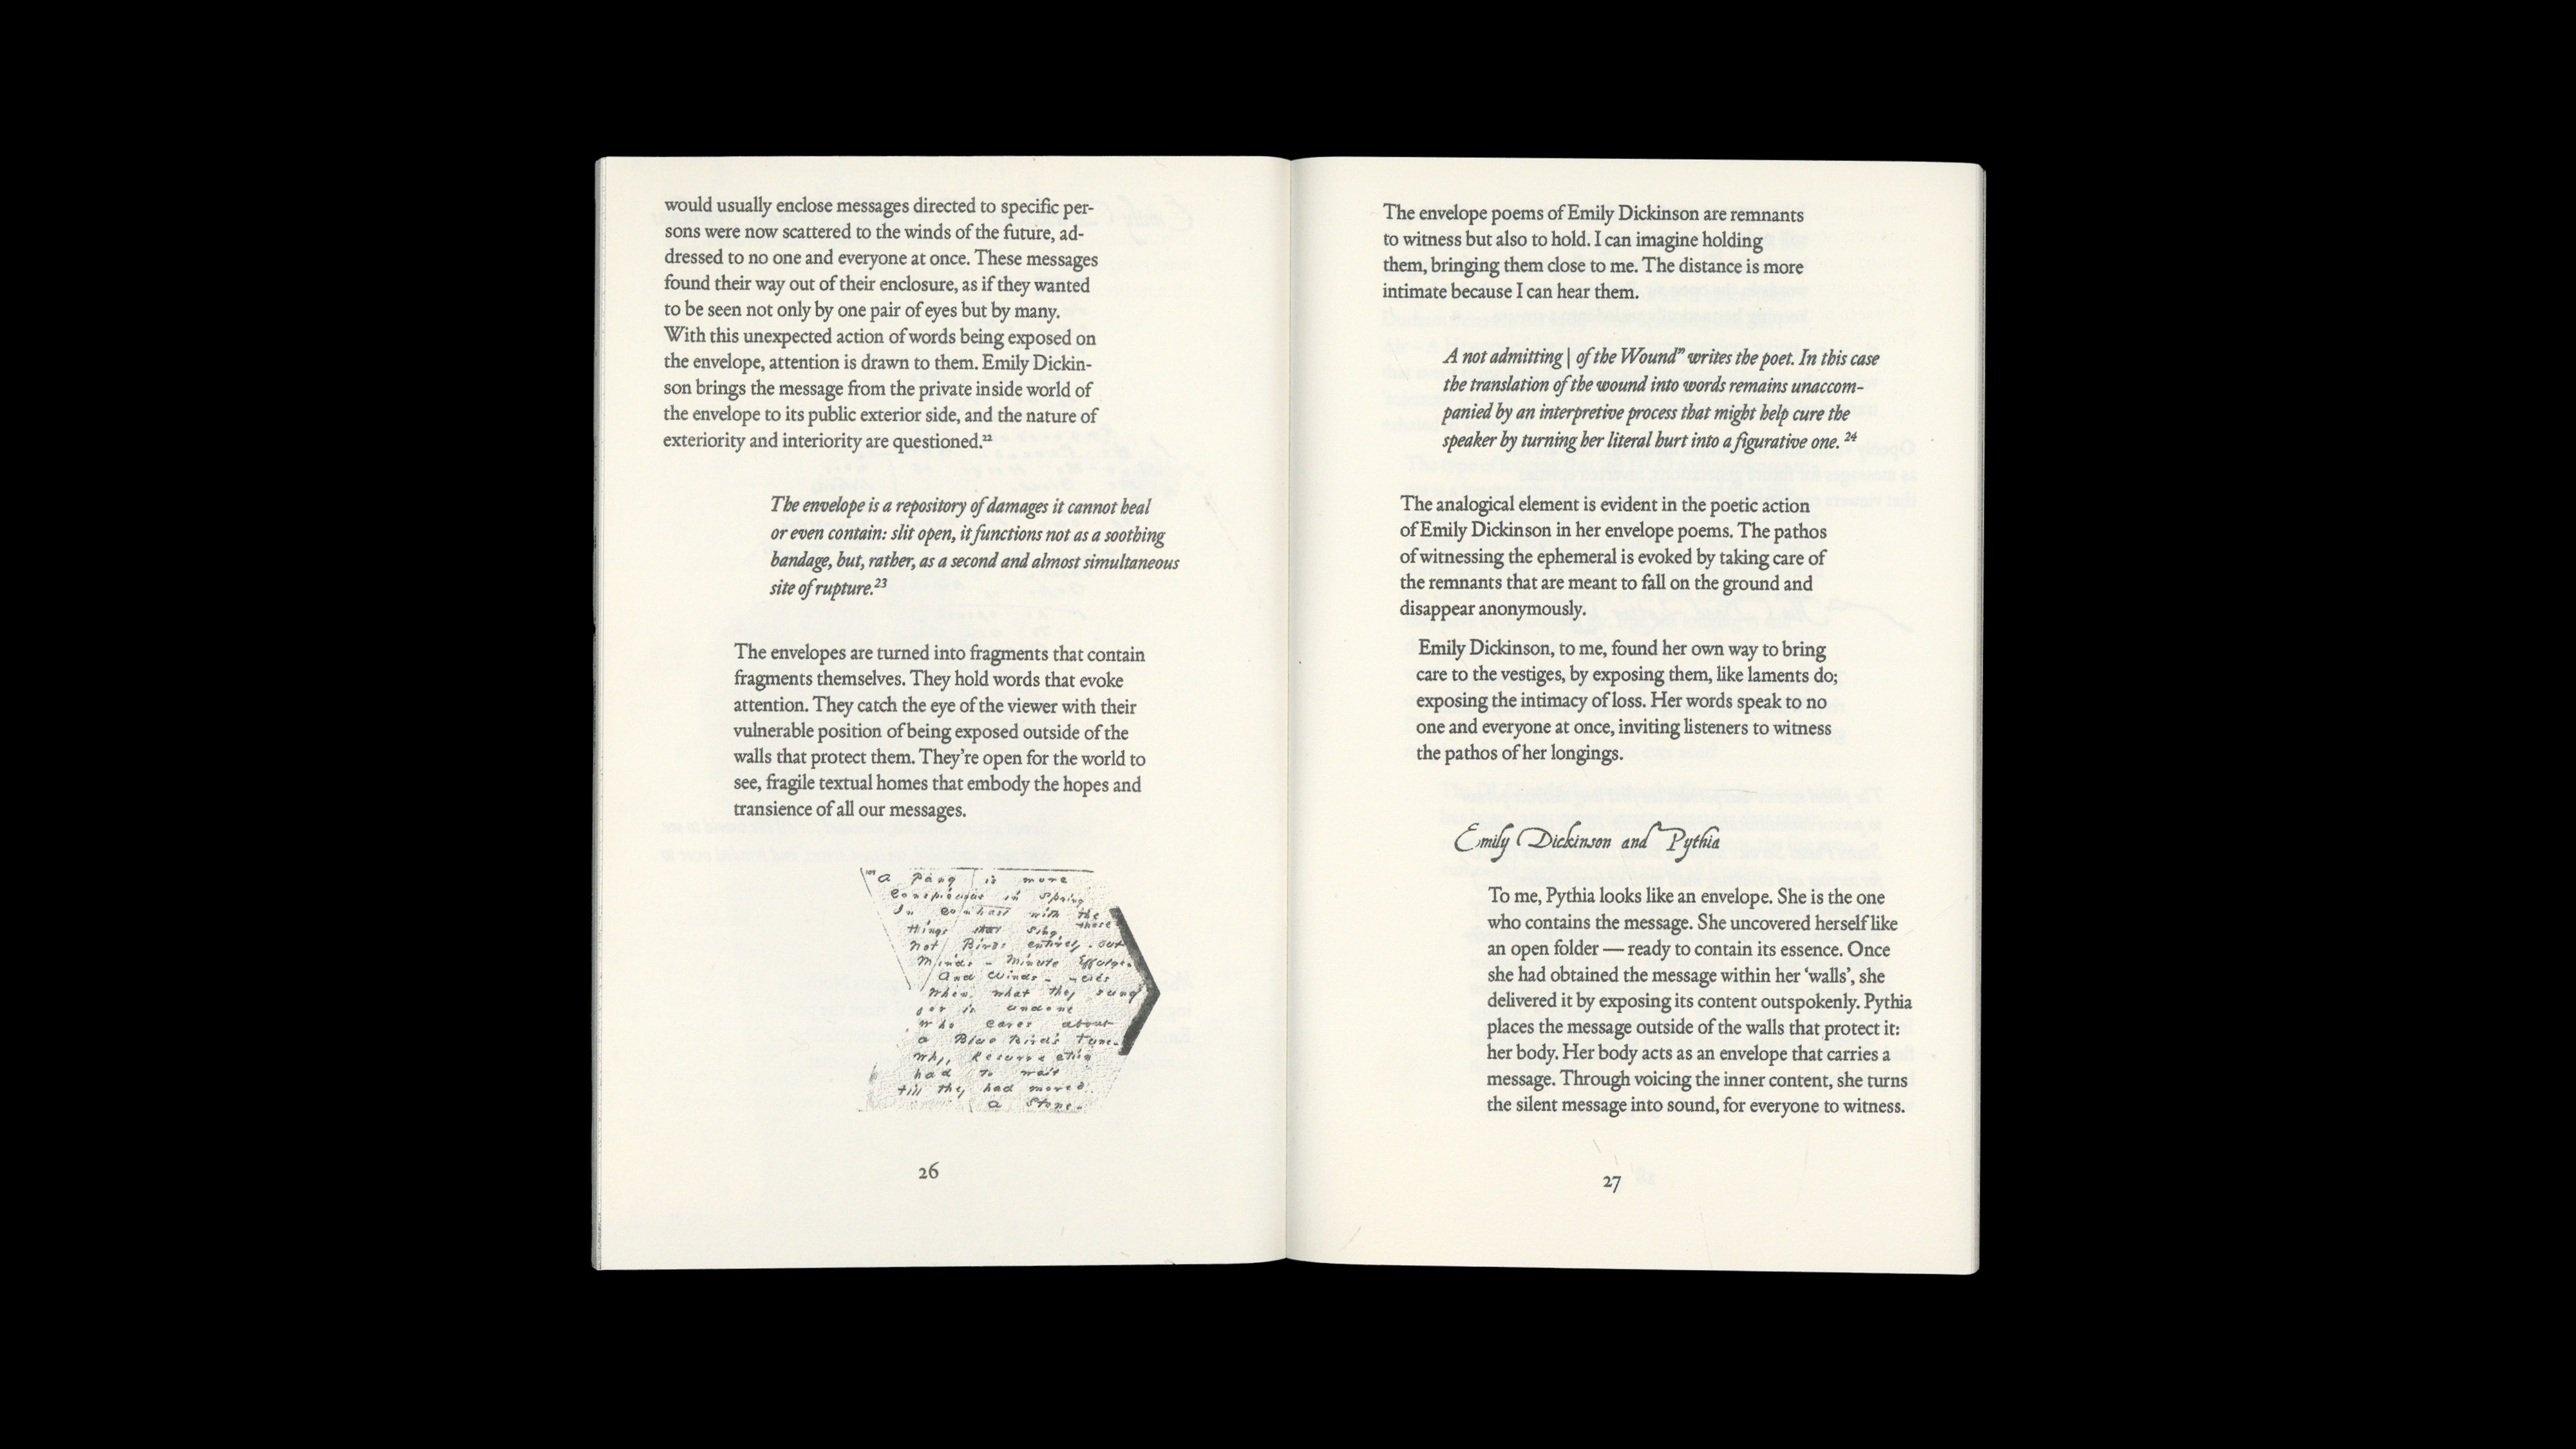 would usually enclose messages directed to specific per-
sons were now scattered to the winds of the future, ad-
dressed to no one and everyone at once. These messages
found their way out of their enclosure, as if they wanted
to be seen not only by one pair of eyes but by many.
With this unexpected action of words being exposed on
the envelope, attention is drawn to them. Emily Dickin-
son brings the message from the private inside world of
the envelope to its public exterior side, and the nature of
exteriority and interiority are questioned.²²
The envelope is a repository of damages it cannot heal
or even contain: slit open, it functions not as a soothing
bandage, but, rather, as a second and almost simultaneous
site of rupture.²³
The envelopes are turned into fragments that contain
fragments themselves. They hold words that evoke
attention. They catch the eye of the viewer with their
vulnerable position of being exposed outside of the
walls that protect them. They're open for the world to
see, fragile textual homes that embody the hopes and
transience of all our messages.
A Pang is more
Conspicuous in Spring
In contrast with the
things that sing those
not Birds entirely but
Minds - Minute Effulgen
And Winds -
When what they sung
for is undone
Who cares about
a Blue Bird's Tune -
Why, Resurrection
had to wait
till they had moved
a Stone -
26
The envelope poems of Emily Dickinson are remnants
to witness but also to hold. I can imagine holding
them, bringing them close to me. The distance is more
intimate because I can hear them.
A not admitting | of the Wound" writes the poet. In this case
the translation of the wound into words remains unaccom-
panied by an interpretive process that might help cure the
speaker by turning her literal hurt into a figurative one. ²⁴
The analogical element is evident in the poetic action
of Emily Dickinson in her envelope poems. The pathos
of witnessing the ephemeral is evoked by taking care of
the remnants that are meant to fall on the ground and
disappear anonymously.
Emily Dickinson, to me, found her own way to bring
care to the vestiges, by exposing them, like laments do;
exposing the intimacy of loss. Her words speak to no
one and everyone at once, inviting listeners to witness
the pathos of her longings.
Emily Dickinson and Pythia
To me, Pythia looks like an envelope. She is the one
who contains the message. She uncovered herself like
an open folder — ready to contain its essence. Once
she had obtained the message within her 'walls', she
delivered it by exposing its content outspokenly. Pythia
places the message outside of the walls that protect it:
her body. Her body acts as an envelope that carries a
message. Through voicing the inner content, she turns
the silent message into sound, for everyone to witness.
27